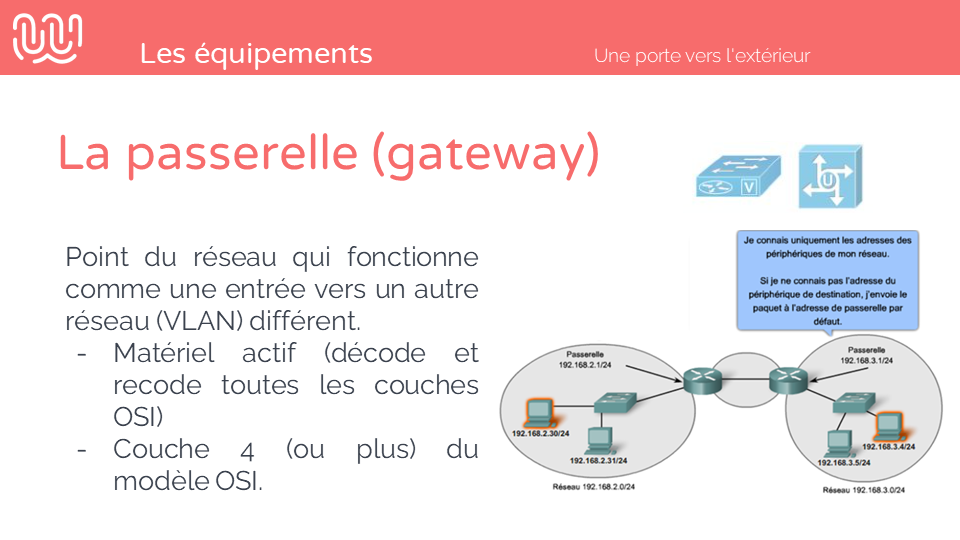 Les équipements
Une porte vers l'extérieur
La passerelle (gateway)
Point du réseau qui fonctionne
comme une entrée vers un autre
réseau (VLAN) différent.
- Matériel actif (décode et
recode toutes les couches
OSI)
- Couche 4 (ou plus) du
modèle OSI.
V
U
Je connais uniquement les adresses des
périphériques de mon réseau.
Si je ne connais pas l'adresse du
périphérique de destination, j'envoie le
paquet à l'adresse de passerelle par
défaut.
Passerelle
192.168.2.1/24
Passerelle
192.168.3.1/24
192.168.2.30/24
192.168.2.31/24
192.168.3.4/24
192.168.3.5/24
Réseau 192.168.2.0/24
Réseau 192.168.3.0/24